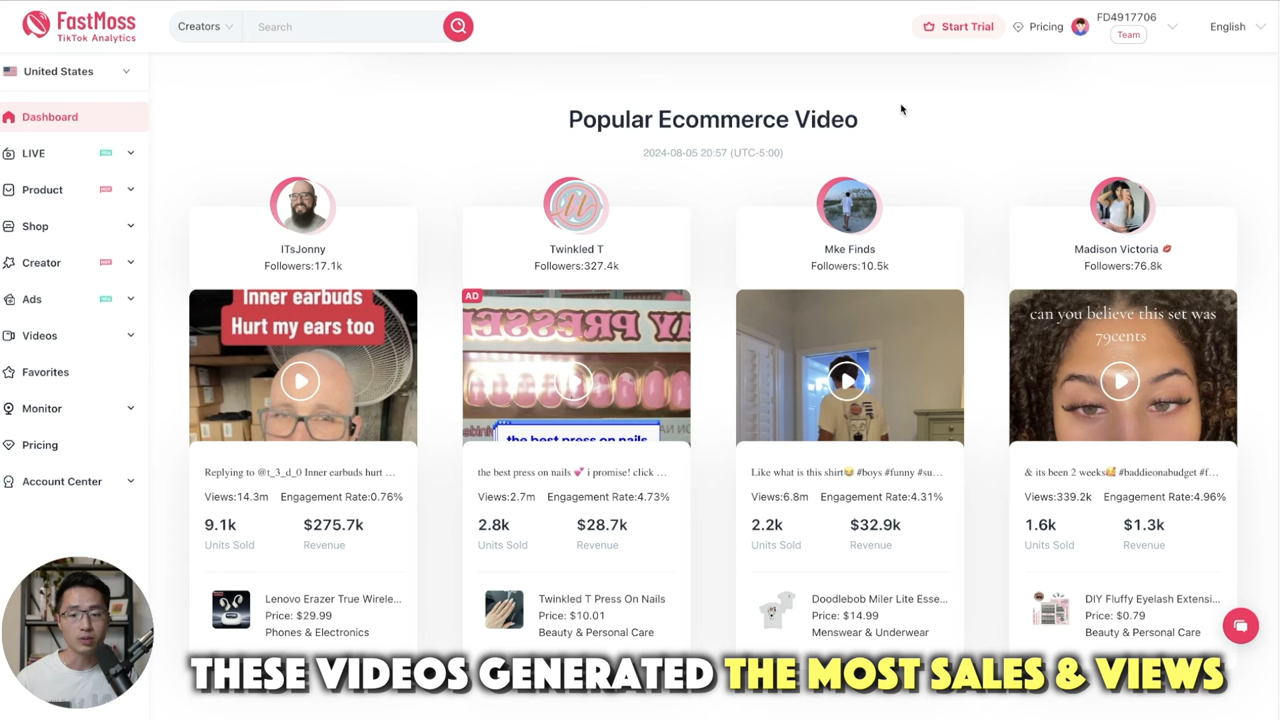 FastMoss
TikTok Analytics
Creators
Search
Start Trial
Pricing
FD4917706
Team
English
United States
Dashboard
LIVE
Product
Shop
Creator
Ads
Videos
Favorites
Monitor
Pricing
Account Center
Popular Ecommerce Video
2024-08-05 20:57 (UTC-5:00)
ITsJonny
Followers:17.1k
Inner earbuds
Hurt my ears too
Replying to @t_3_d_0 Inner earbuds hurt ...
Views:14.3m Engagement Rate:0.76%
9.1k $275.7k
Units Sold Revenue
Lenovo Erazer True Wirele...
Price: $29.99
Phones & Electronics
Twinkled T
Followers:327.4k
AD
the best press on nails
the best press on nails 💕 i promise! click ...
Views:2.7m Engagement Rate:4.73%
2.8k $28.7k
Units Sold Revenue
Twinkled T Press On Nails
Price: $10.01
Beauty & Personal Care
Mke Finds
Followers:10.5k
Like what is this shirt😂 #boys #funny #su...
Views:6.8m Engagement Rate:4.31%
2.2k $32.9k
Units Sold Revenue
Doodlebob Miler Lite Esse...
Price: $14.99
Menswear & Underwear
Madison Victoria 💋
Followers:76.8k
can you believe this set was
79cents
& its been 2 weeks🥰 #baddieonabudget #f...
Views:339.2k Engagement Rate:4.96%
1.6k $1.3k
Units Sold Revenue
DIY Fluffy Eyelash Extensi...
Price: $0.79
Beauty & Personal Care
THESE VIDEOS GENERATED THE MOST SALES & VIEWS